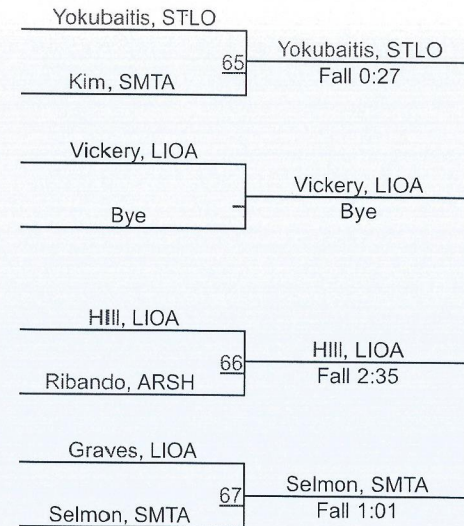 Yokubaitis, STLO
65
Yokubaitis, STLO
Fall 0:27
Kim, SMTA
Vickery, LIOA
Vickery, LIOA
Bye
Bye
HIll, LIOA
66
HIll, LIOA
Fall 2:35
Ribando, ARSH
Graves, LIOA
67
Selmon, SMTA
Fall 1:01
Selmon, SMTA